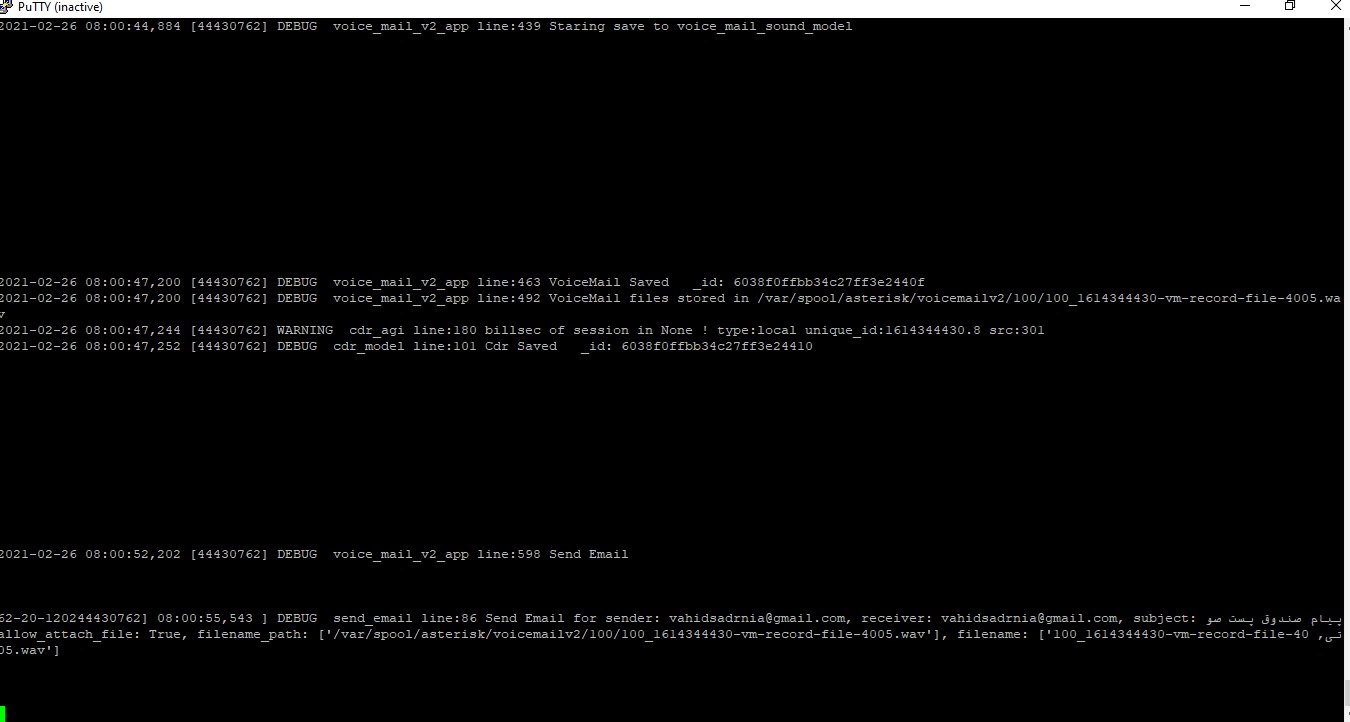 PuTTY (inactive)
2021-02-26 08:00:44,884 [44430762] DEBUG  voice_mail_v2_app line:439 Staring save to voice_mail_sound_model
2021-02-26 08:00:47,200 [44430762] DEBUG  voice_mail_v2_app line:463 VoiceMail Saved   _id: 6038f0ffbb34c27ff3e2440f
2021-02-26 08:00:47,200 [44430762] DEBUG  voice_mail_v2_app line:492 VoiceMail files stored in /var/spool/asterisk/voicemailv2/100/100_1614344430-vm-record-file-4005.wa
v
2021-02-26 08:00:47,244 [44430762] WARNING  cdr_agi line:180 billsec of session in None ! type:local unique_id:1614344430.8 src:301
2021-02-26 08:00:47,252 [44430762] DEBUG  cdr_model line:101 Cdr Saved   _id: 6038f0ffbb34c27ff3e24410
2021-02-26 08:00:52,202 [44430762] DEBUG  voice_mail_v2_app line:598 Send Email
62-20-120244430762] 08:00:55,543 ] DEBUG  send_email line:86 Send Email for sender: vahidsadrnia@gmail.com, receiver: vahidsadrnia@gmail.com, subject: پیام صندوق پست صو
allow_attach_file: True, filename_path: ['/var/spool/asterisk/voicemailv2/100/100_1614344430-vm-record-file-4005.wav'], filename: ['100_1614344430-vm-record-file-40 ,تی
05.wav']